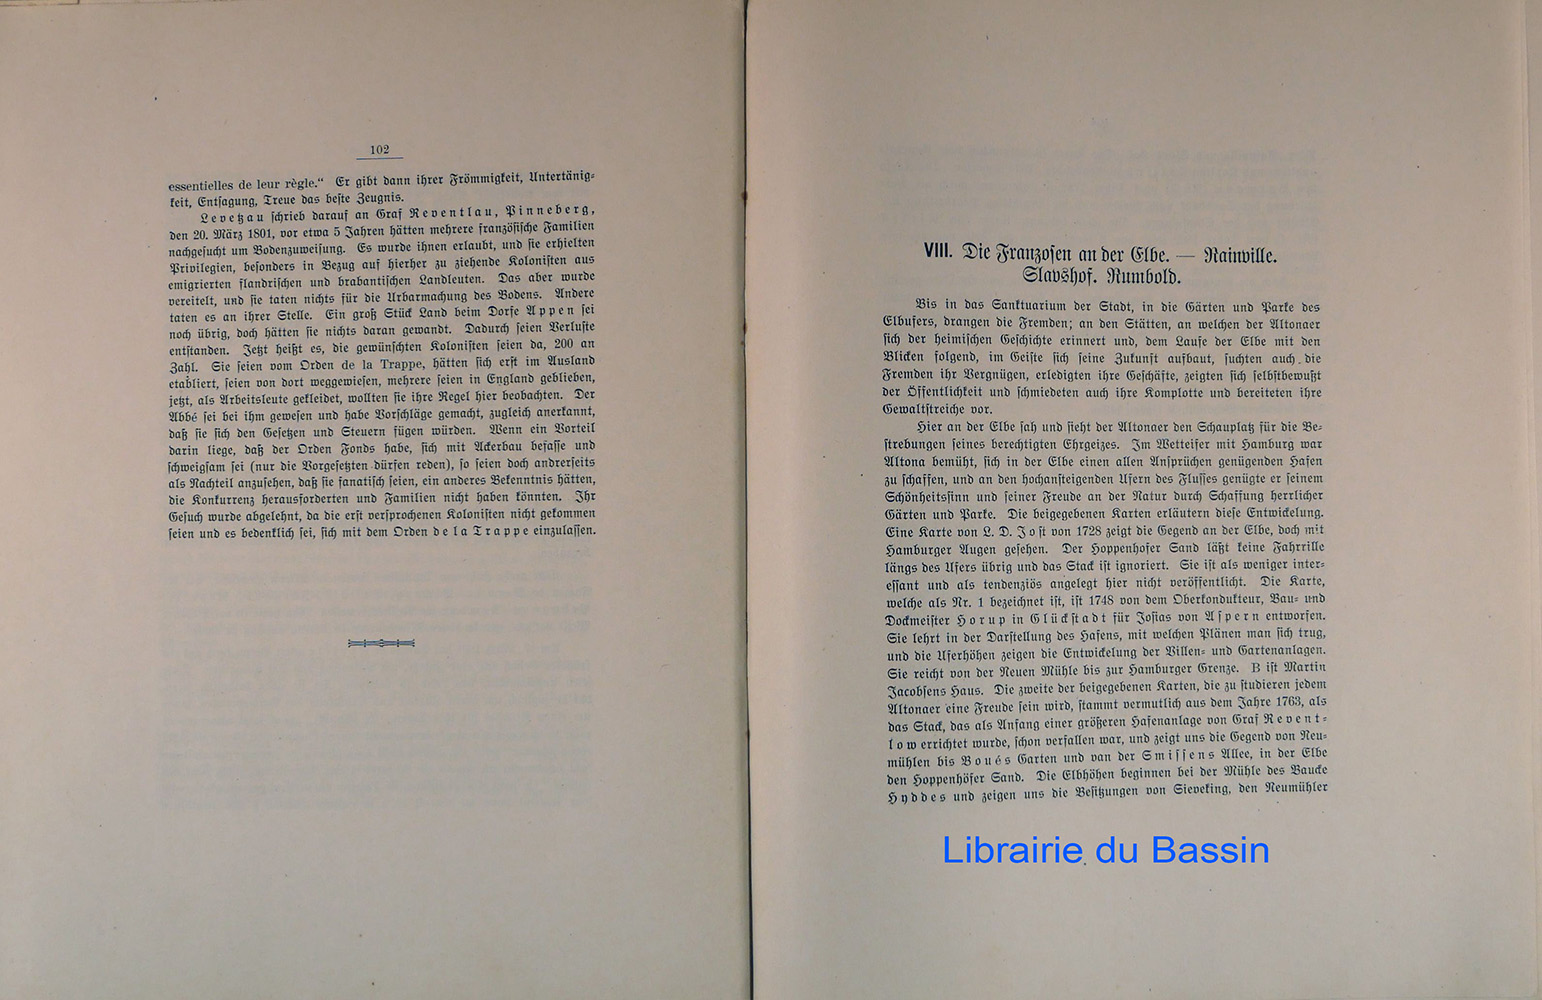 102
essentielles de leur règle.“ Er gibt dann ihrer Frömmigkeit, Untertänig-
keit, Entsagung, Treue das beste Zeugnis.
Levetzau schrieb darauf an Graf Reventlau, Pinneberg,
den 20. März 1801, vor etwa 5 Jahren hätten mehrere französische Familien
nachgesucht um Bodenzuweisung. Es wurde ihnen erlaubt, und sie erhielten
Privilegien, besonders in Bezug auf hierher zu ziehende Kolonisten aus
emigrierten flandrischen und brabantischen Landleuten. Das aber wurde
vereitelt, und sie taten nichts für die Urbarmachung des Bodens. Andere
taten es an ihrer Stelle. Ein groß Stück Land beim Dorfe Appen sei
noch übrig, doch hätten sie nichts daran gewandt. Dadurch seien Verluste
entstanden. Jetzt heißt es, die gewünschten Kolonisten seien da, 200 an
Zahl. Sie seien vom Orden de la Trappe, hätten sich erst im Ausland
etabliert, seien von dort weggewiesen, mehrere seien in England geblieben,
jetzt, als Arbeitsleute gekleidet, wollten sie ihre Regel hier beobachten. Der
Abbé sei bei ihm gewesen und habe Vorschläge gemacht, zugleich anerkannt,
daß sie sich den Gesetzen und Steuern fügen würden. Wenn ein Vorteil
darin liege, daß der Orden Fonds habe, sich mit Ackerbau befasse und
schweigsam sei (nur die Vorgesetzten dürfen reden), so seien doch andrerseits
als Nachteil anzusehen, daß sie fanatisch seien, ein anderes Bekenntnis hätten,
die Konkurrenz herausforderten und Familien nicht haben könnten. Ihr
Gesuch wurde abgelehnt, da die erst versprochenen Kolonisten nicht gekommen
seien und es bedenklich sei, sich mit dem Orden de la Trappe einzulassen.
VIII. Die Franzosen an der Elbe. — Rainville.
Slavshof. Rumbold.
Bis in das Sanktuarium der Stadt, in die Gärten und Parke des
Elbufers, drangen die Fremden; an den Stätten, an welchen der Altonaer
sich der heimischen Geschichte erinnert und, dem Laufe der Elbe mit den
Blicken folgend, im Geiste sich seine Zukunft aufbaut, suchten auch die
Fremden ihr Vergnügen, erledigten ihre Geschäfte, zeigten sich selbstbewußt
der Öffentlichkeit und schmiedeten auch ihre Komplotte und bereiteten ihre
Gewaltstreiche vor.
Hier an der Elbe sah und sieht der Altonaer den Schauplatz für die Be-
strebungen seines berechtigten Ehrgeizes. Im Wetteifer mit Hamburg war
Altona bemüht, sich in der Elbe einen allen Ansprüchen genügenden Hafen
zu schaffen, und an den hochansteigenden Ufern des Flusses genügte er seinem
Schönheitssinn und seiner Freude an der Natur durch Schaffung herrlicher
Gärten und Parke. Die beigegebenen Karten erläutern diese Entwickelung.
Eine Karte von L. D. Jost von 1728 zeigt die Gegend an der Elbe, doch mit
Hamburger Augen gesehen. Der Hoppenhofer Sand läßt keine Fahrrille
längs des Ufers übrig und das Stack ist ignoriert. Sie ist als weniger inter-
essant und als tendenziös angelegt hier nicht veröffentlicht. Die Karte,
welche als Nr. 1 bezeichnet ist, ist 1748 von dem Oberkondukteur, Bau- und
Dockmeister Horup in Glückstadt für Josias von Aspern entworfen.
Sie lehrt in der Darstellung des Hafens, mit welchen Plänen man sich trug,
und die Uferhöhen zeigen die Entwickelung der Villen- und Gartenanlagen.
Sie reicht von der Neuen Mühle bis zur Hamburger Grenze. B ist Martin
Jacobsens Haus. Die zweite der beigegebenen Karten, die zu studieren jedem
Altonaer eine Freude sein wird, stammt vermutlich aus dem Jahre 1763, als
das Stack, das als Anfang einer größeren Hafenanlage von Graf Revent-
low errichtet wurde, schon verfallen war, und zeigt uns die Gegend von Neu-
mühlen bis Boués Garten und van der Smissens Allee, in der Elbe
den Hoppenhöfer Sand. Die Elbhöhen beginnen bei der Mühle des Baucke
Hyddes und zeigen uns die Besitzungen von Sieveking, den Neumühler
Librairie du Bassin